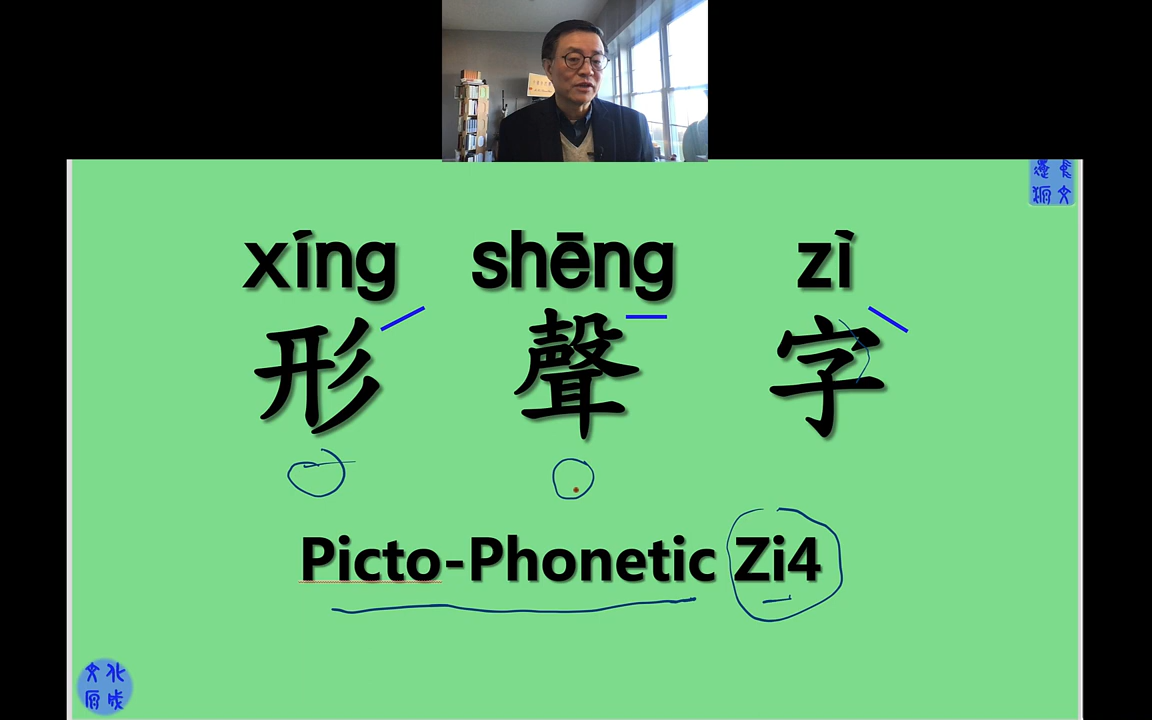 xíng shēng zì
形 聲 字
Picto-Phonetic Zi4